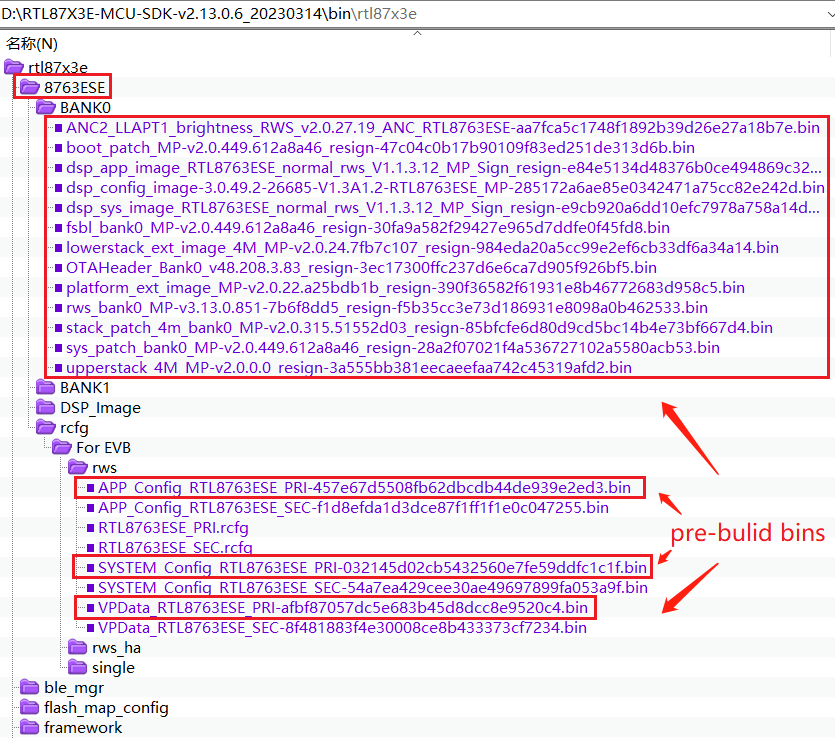 D:\RTL87X3E-MCU-SDK-v2.13.0.6_20230314\bin\rtl87x3e
名称(N)
rtl87x3e
8763ESE
BANK0
ANC2_LLAPT1_brightness_RWS_v2.0.27.19_ANC_RTL8763ESE-aa7fca5c1748f1892b39d26e27a18b7e.bin
boot_patch_MP-v2.0.449.612a8a46_resign-47c04c0b17b90109f83ed251de313d6b.bin
dsp_app_image_RTL8763ESE_normal_rws_V1.1.3.12_MP_Sign_resign-e84e5134d48376b0ce494869c32...
dsp_config_image-3.0.49.2-26685-V1.3A1.2-RTL8763ESE_MP-285172a6ae85e0342471a75cc82e242d.bin
dsp_sys_image_RTL8763ESE_normal_rws_V1.1.3.12_MP_Sign_resign-e9cb920a6dd10efc7978a758a14d...
fsbl_bank0_MP-v2.0.449.612a8a46_resign-30fa9a582f29427e965d7ddfe0f45fd8.bin
lowerstack_ext_image_4M_MP-v2.0.24.7fb7c107_resign-984eda20a5cc99e2ef6cb33df6a34a14.bin
OTAHeader_Bank0_v48.208.3.83_resign-3ec17300ffc237d6e6ca7d905f926bf5.bin
platform_ext_image_MP-v2.0.22.a25bdb1b_resign-390f36582f61931e8b46772683d958c5.bin
rws_bank0_MP-v3.13.0.851-7b6f8dd5_resign-f5b35cc3e73d186931e8098a0b462533.bin
stack_patch_4m_bank0_MP-v2.0.315.51552d03_resign-85bfcfe6d80d9cd5bc14b4e73bf667d4.bin
sys_patch_bank0_MP-v2.0.449.612a8a46_resign-28a2f07021f4a536727102a5580acb53.bin
upperstack_4M_MP-v2.0.0.0_resign-3a555bb381eecaeefaa742c45319afd2.bin
BANK1
DSP_Image
rcfg
For EVB
rws
APP_Config_RTL8763ESE_PRI-457e67d5508fb62dbcdb44de939e2ed3.bin
APP_Config_RTL8763ESE_SEC-f1d8efda1d3dce87f1ff1f1e0c047255.bin
RTL8763ESE_PRI.rcfg
RTL8763ESE_SEC.rcfg
pre-bulid bins
SYSTEM_Config_RTL8763ESE_PRI-032145d02cb5432560e7fe59ddfc1c1f.bin
SYSTEM_Config_RTL8763ESE_SEC-54a7ea429cee30ae49697899fa053a9f.bin
VPData_RTL8763ESE_PRI-afbf87057dc5e683b45d8dcc8e9520c4.bin
VPData_RTL8763ESE_SEC-8f481883f4e30008ce8b433373cf7234.bin
rws_ha
single
ble_mgr
flash_map_config
framework